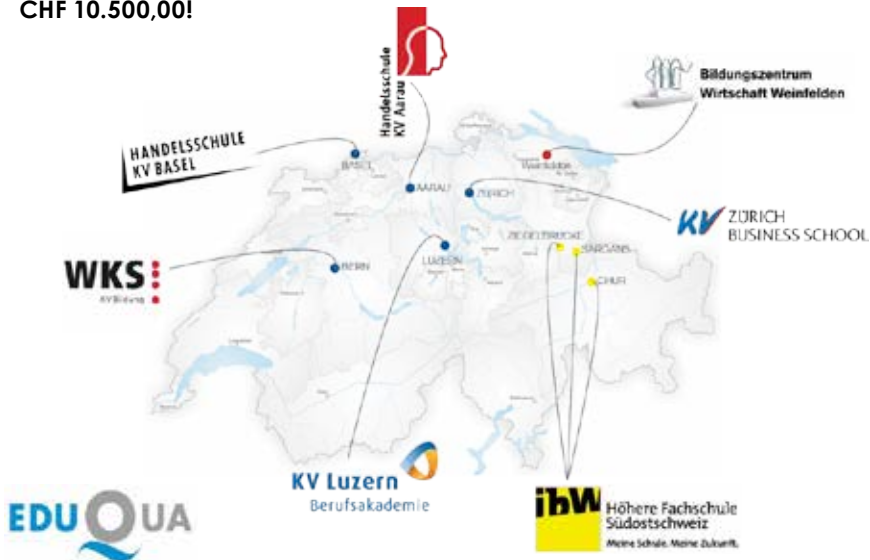 CHF 10.500,00!
Handelsschule
KV Aarau
Bildungszentrum
Wirtschaft Weinfelden
HANDELSSCHULE
KV BASEL
BASEL
Weinfelden
AARAU
ZÜRICH
KV ZÜRICH
BUSINESS SCHOOL
ZIEGELBRÜCKE
SARGANS
LUZERN
BERN
CHUR
WKS
KV Bildung
KV Luzern
Berufsakademie
EDUQUA
ibW Höhere Fachschule
Südostschweiz
Meine Schule. Meine Zukunft.